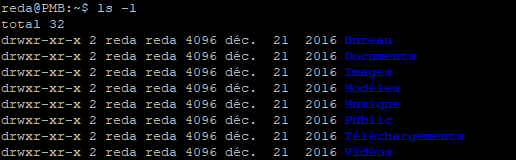 reda@PMB:~$ ls -l
total 32
drwxr-xr-x 2 reda reda 4096 déc.  21  2016 Bureau
drwxr-xr-x 2 reda reda 4096 déc.  21  2016 Documents
drwxr-xr-x 2 reda reda 4096 déc.  21  2016 Images
drwxr-xr-x 2 reda reda 4096 déc.  21  2016 Modèles
drwxr-xr-x 2 reda reda 4096 déc.  21  2016 Musique
drwxr-xr-x 2 reda reda 4096 déc.  21  2016 Public
drwxr-xr-x 2 reda reda 4096 déc.  21  2016 Téléchargements
drwxr-xr-x 2 reda reda 4096 déc.  21  2016 Vidéos